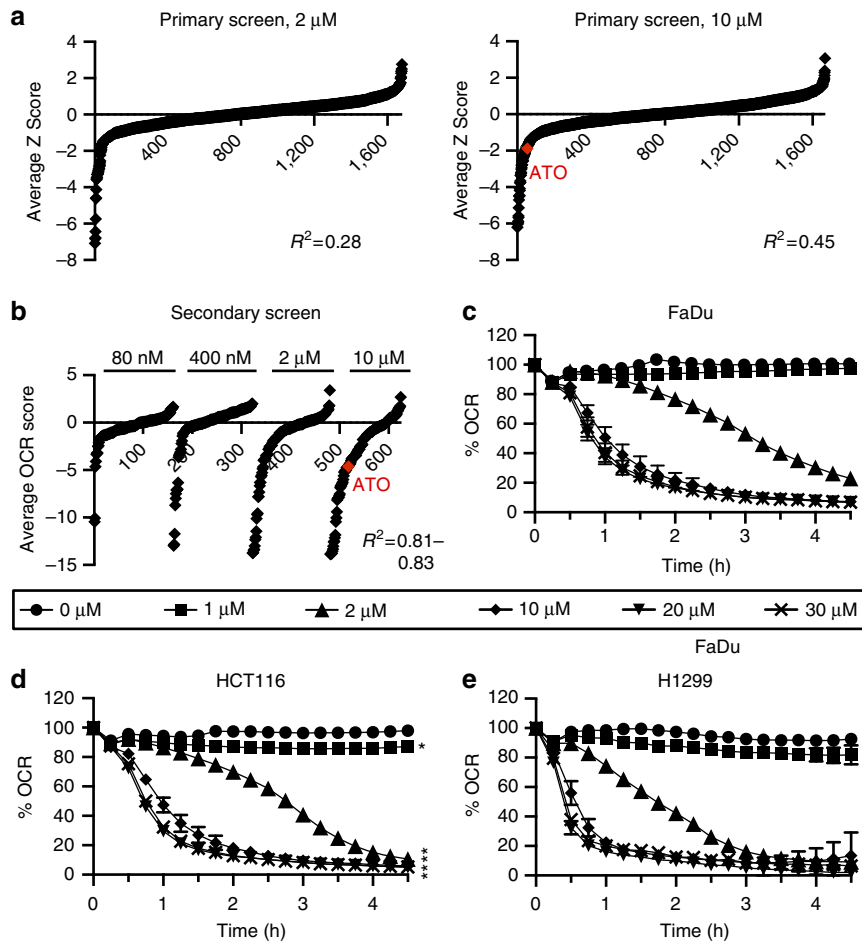 a
Primary screen, 2 μM
Primary screen, 10 μM
Average Z Score
4
2
0
−2
−4
−6
−8
400
800
1,200
1,600
R²=0.28
Average Z Score
4
2
0
−2
−4
−6
−8
400
800
1,200
1,600
ATO
R²=0.45
b
Secondary screen
80 nM 400 nM 2 μM 10 μM
Average OCR score
5
0
−5
−10
−15
100
200
300
400
500
600
ATO
R²=0.81–
0.83
c
FaDu
% OCR
120
100
80
60
40
20
0
0 1 2 3 4
Time (h)
0 μM 1 μM 2 μM 10 μM 20 μM 30 μM
FaDu
d
HCT116
% OCR
120
100
80
60
40
20
0
0 1 2 3 4
Time (h)
*
****
e
H1299
% OCR
120
100
80
60
40
20
0
0 1 2 3 4
Time (h)